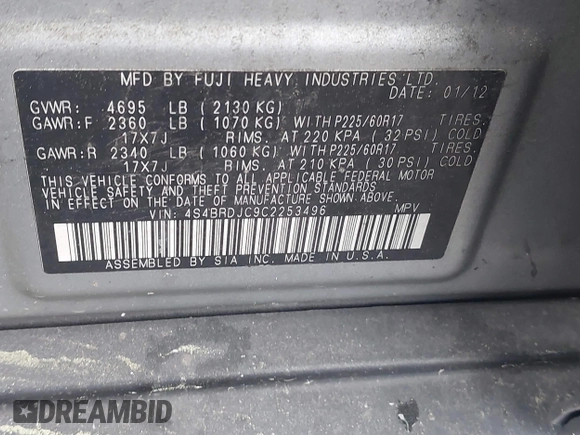 MFD BY FUJI HEAVY INDUSTRIES LTD.
DATE: 01/12
GVWR: 4695 LB (2130 KG)
GAWR:F 2360 LB (1070 KG) WITH P225/60R17 TIRES.
17X7J RIMS. AT 220 KPA (32 PSI) COLD
GAWR:R 2340 LB (1060 KG) WITH P225/60R17 TIRES.
17X7J RIMS. AT 210 KPA (30 PSI) COLD
THIS VEHICLE CONFORMS TO ALL APPLICABLE FEDERAL MOTOR
VEHICLE SAFETY AND THEFT PREVENTION STANDARDS
IN EFFECT ON THE DATE OF MANUFACTURE SHOWN ABOVE.
VIN: 4S4BRDJC9C2253496 MPV
ASSEMBLED BY SIA INC. MADE IN U.S.A.
DREAMBID